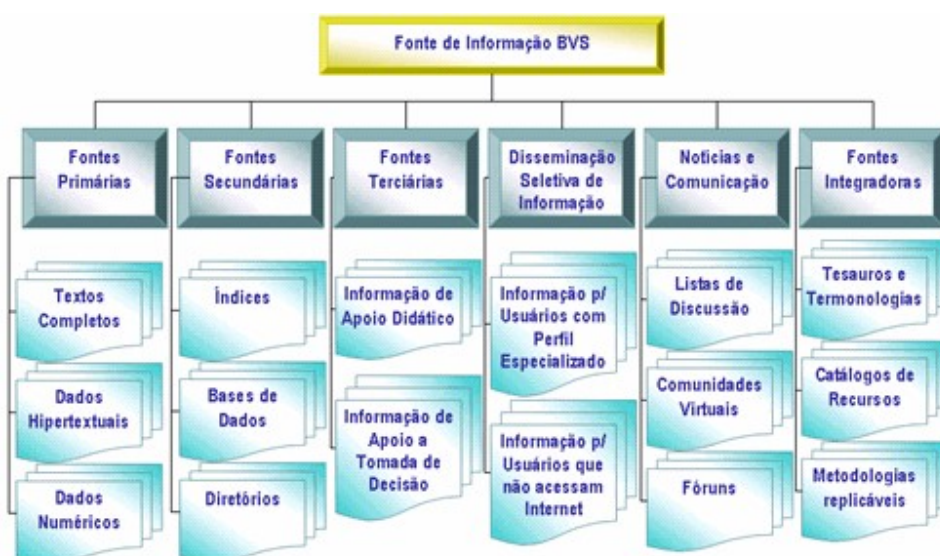 Fonte de Informação BVS
Fontes
Primárias
Textos
Completos
Dados
Hipertextuais
Dados
Numéricos
Fontes
Secundárias
Índices
Bases de
Dados
Diretórios
Fontes
Terciárias
Informação de
Apoio Didático
Informação de
Apoio a
Tomada de
Decisão
Disseminação
Seletiva de
Informação
Informação p/
Usuários com
Perfil
Especializado
Informação p/
Usuários que
não acessam
Internet
Noticias e
Comunicação
Listas de
Discussão
Comunidades
Virtuais
Fóruns
Fontes
Integradoras
Tesauros e
Termonologias
Catálogos de
Recursos
Metodologias
replicáveis